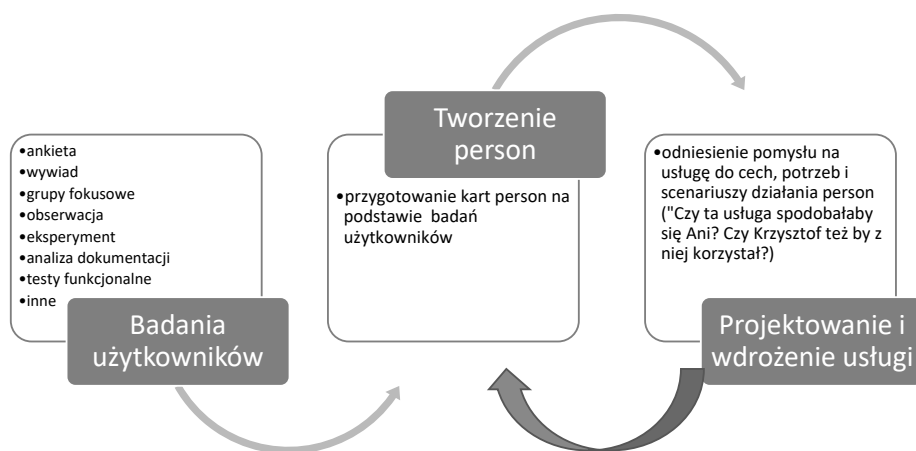 •ankieta
•wywiad
•grupy fokusowe
•obserwacja
•eksperyment
•analiza dokumentacji
•testy funkcjonalne
•inne
Badania
użytkowników
Tworzenie
person
•przygotowanie kart person na
podstawie badań
użytkowników
•odniesienie pomysłu na
usługę do cech, potrzeb i
scenariuszy działania person
("Czy ta usługa spodobałaby
się Ani? Czy Krzysztof też by z
niej korzystał?)
Projektowanie i
wdrożenie usługi